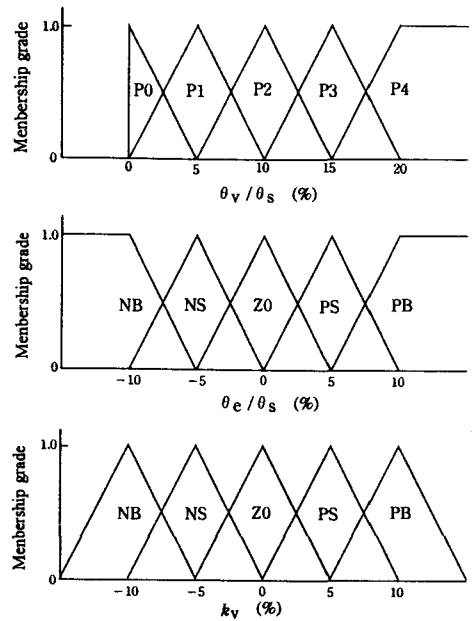 Menbership grade
1.0
0
P0 P1 P2 P3 P4
0 5 10 15 20
θv/θs (%)
Menbership grade
1.0
0
NB NS Z0 PS PB
−10 −5 0 5 10
θe/θs (%)
Menbership grade
1.0
0
NB NS Z0 PS PB
−10 −5 0 5 10
kv (%)